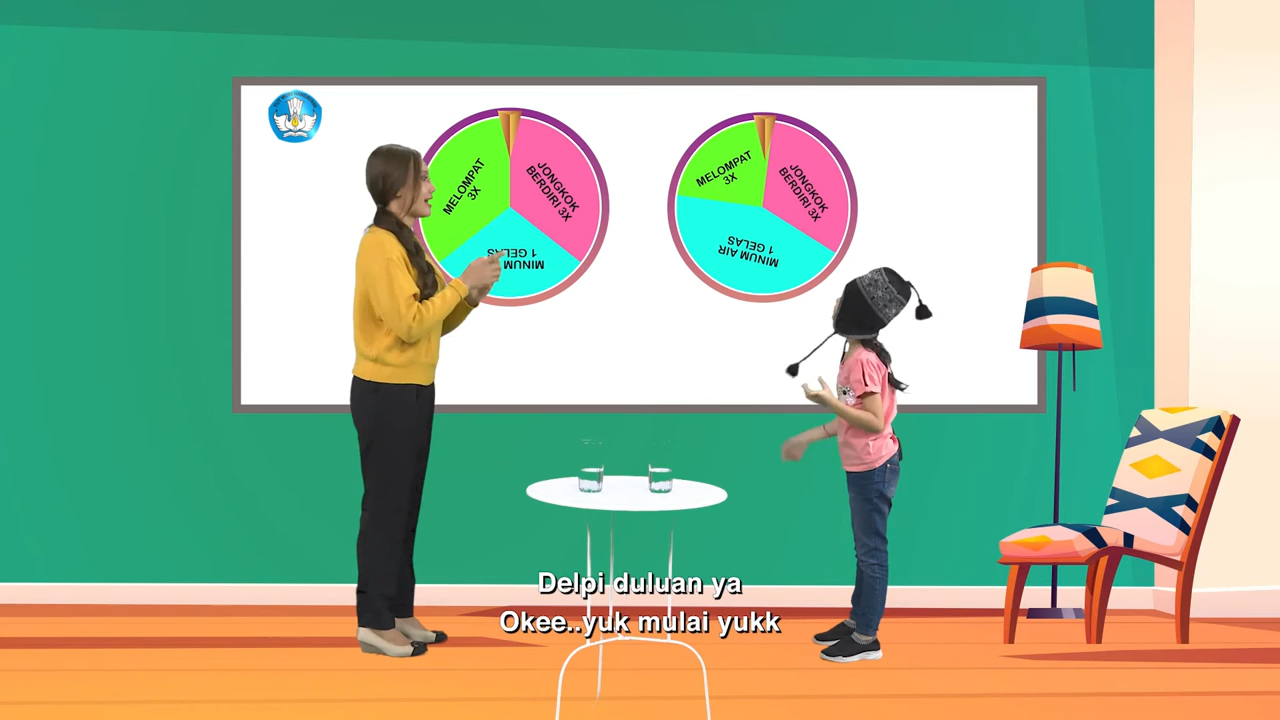 MELOMPAT
3X
JONGKOK
BERDIRI 3X
MINUM
1 GELAS
MELOMPAT
3X
JONGKOK
BERDIRI 3X
MINUM AIR
1 GELAS
Delpi duluan ya
Okee..yuk mulai yukk